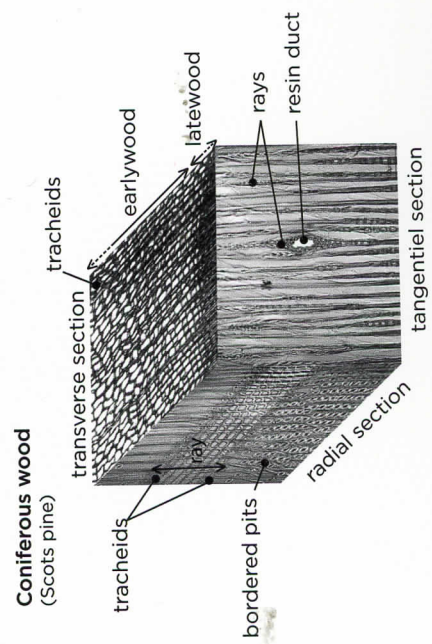 Coniferous wood
(Scots pine)
tracheids
transverse section
earlywood
latewood
tracheids
ray
rays
resin duct
bordered pits
radial section
tangentiel section